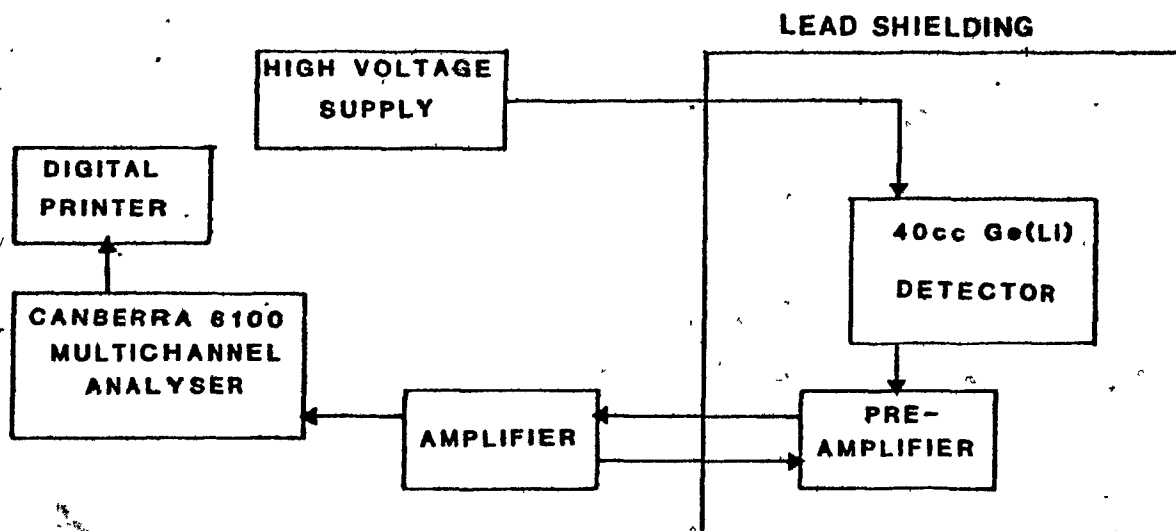 LEAD SHIELDING
HIGH VOLTAGE
SUPPLY
DIGITAL
PRINTER
40cc Ge(Li)
DETECTOR
CANBERRA 8100
MULTICHANNEL
ANALYSER
AMPLIFIER
PRE-
AMPLIFIER